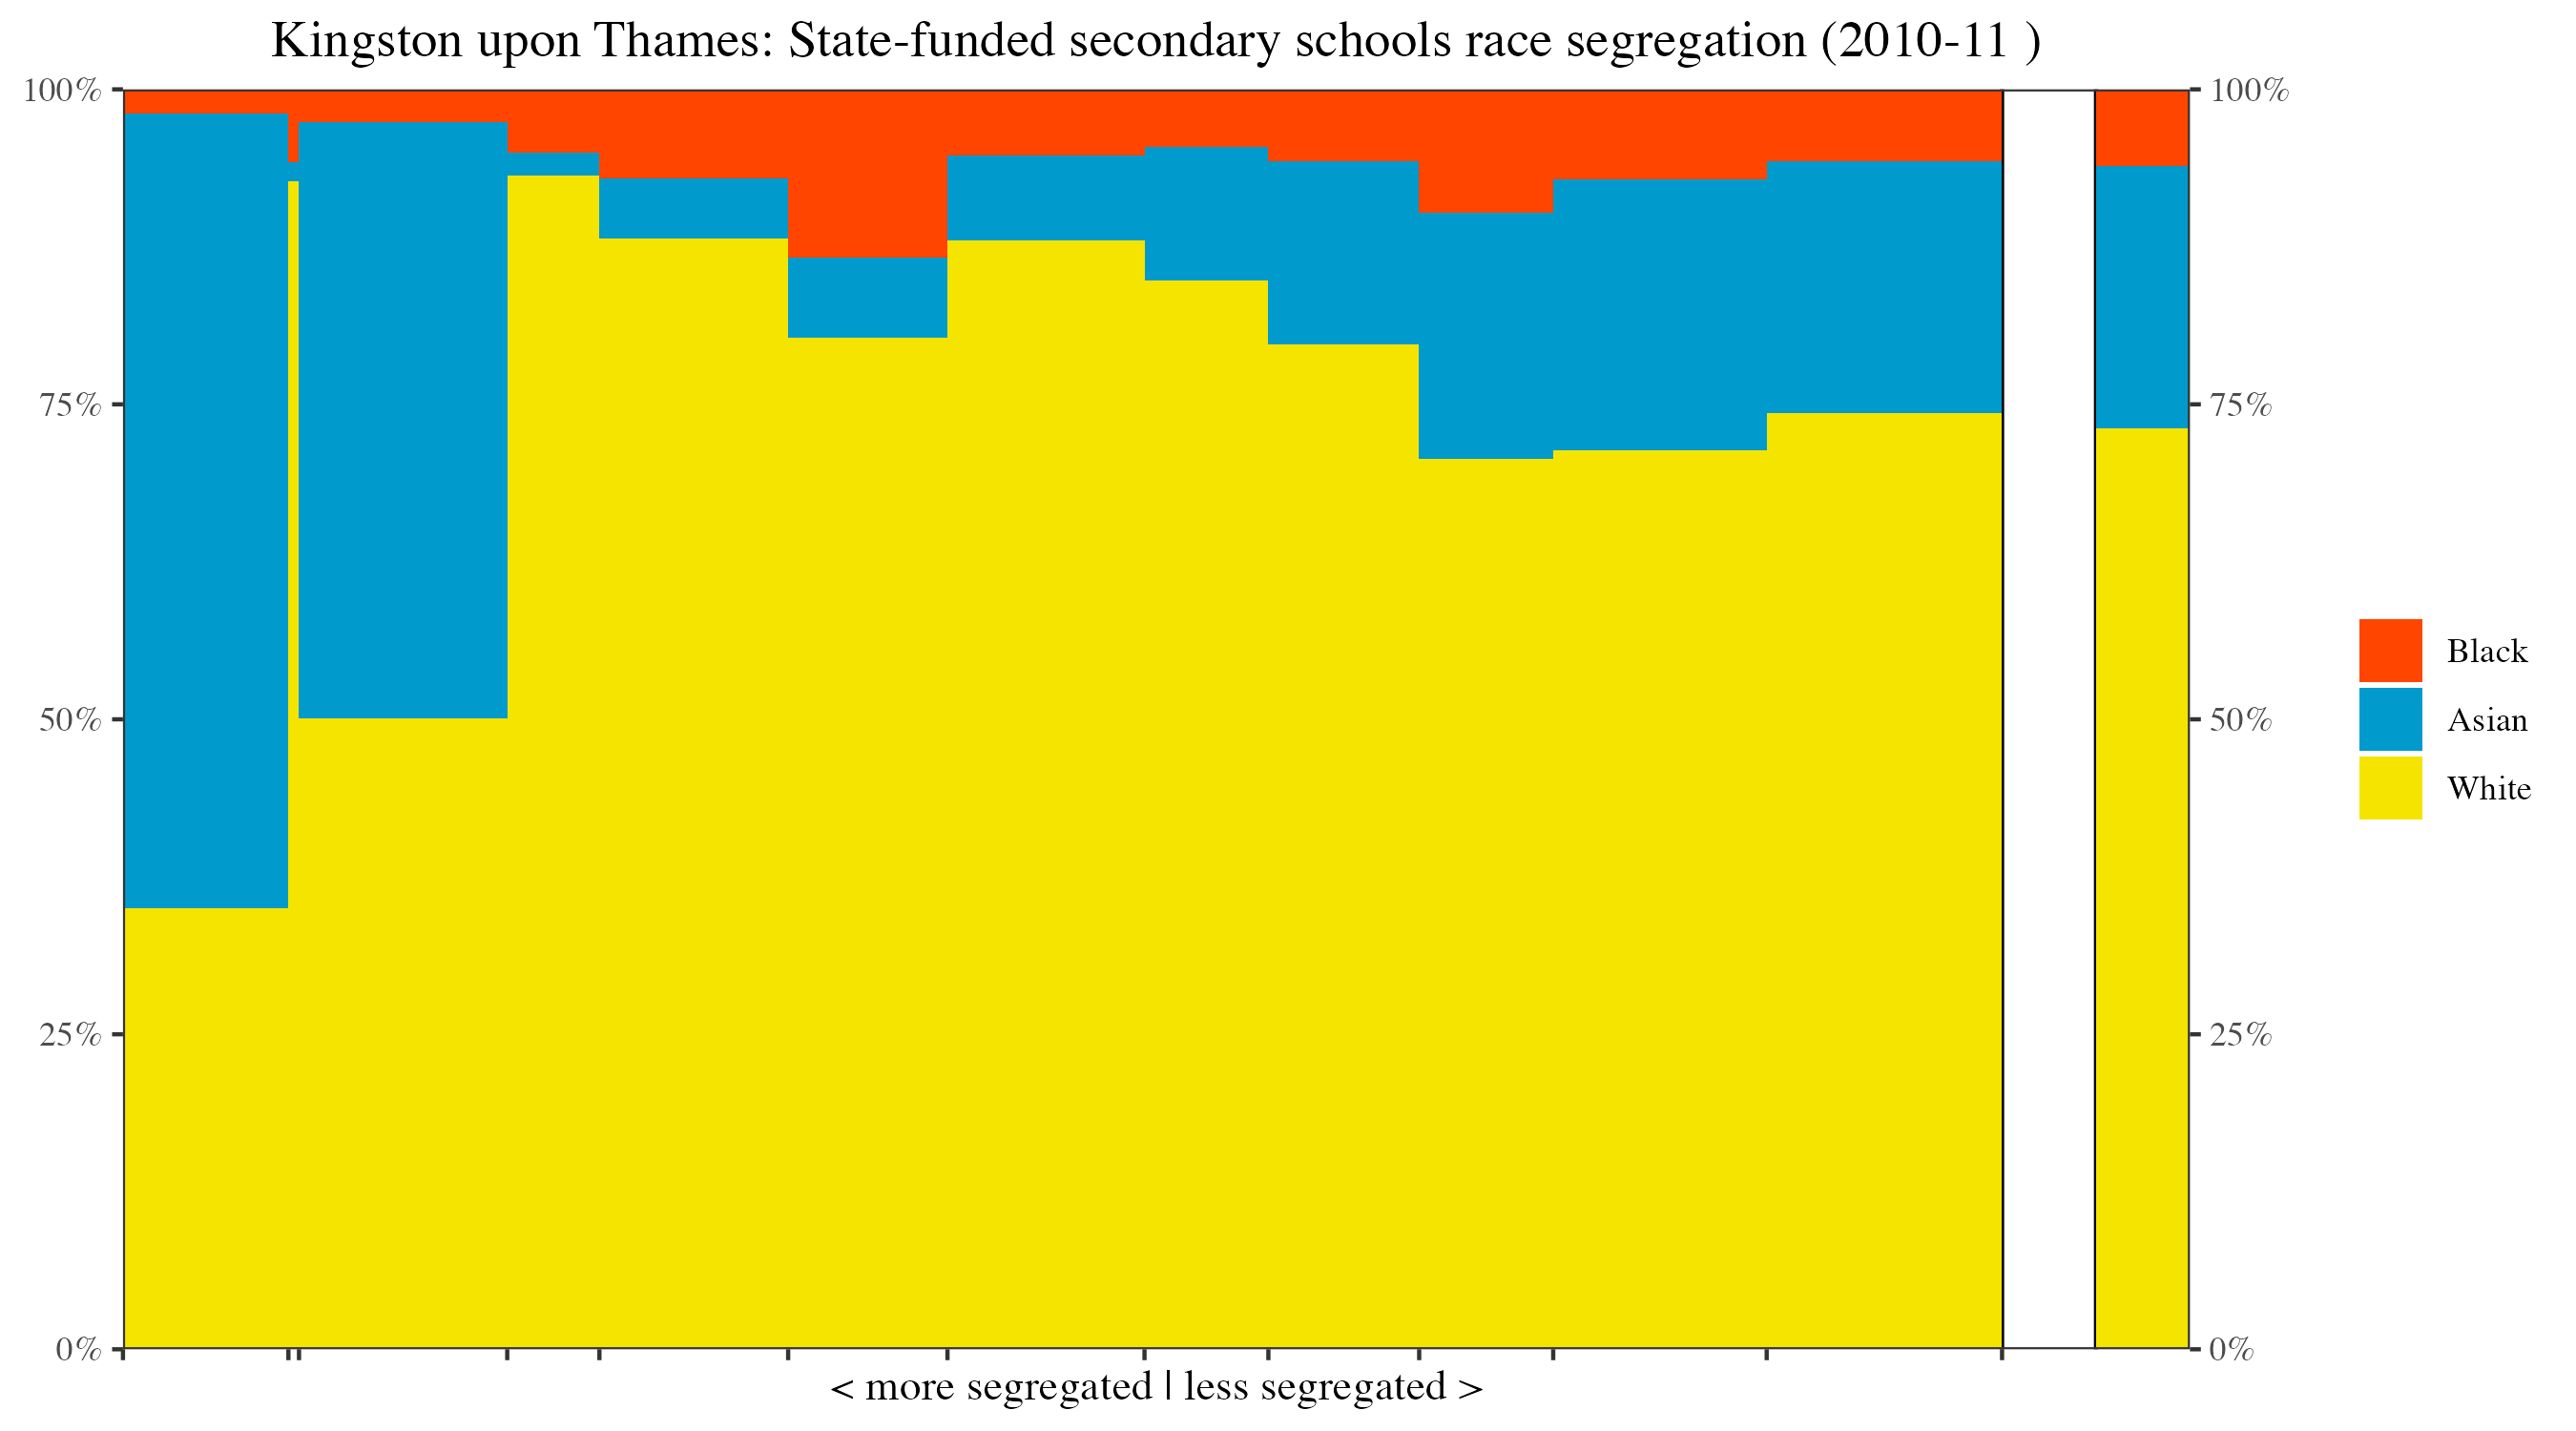 Kingston upon Thames: State-funded secondary schools race segregation (2010-11 )
100%
75%
50%
25%
0%
100%
75%
50%
25%
0%
Black
Asian
White
< more segregated | less segregated >